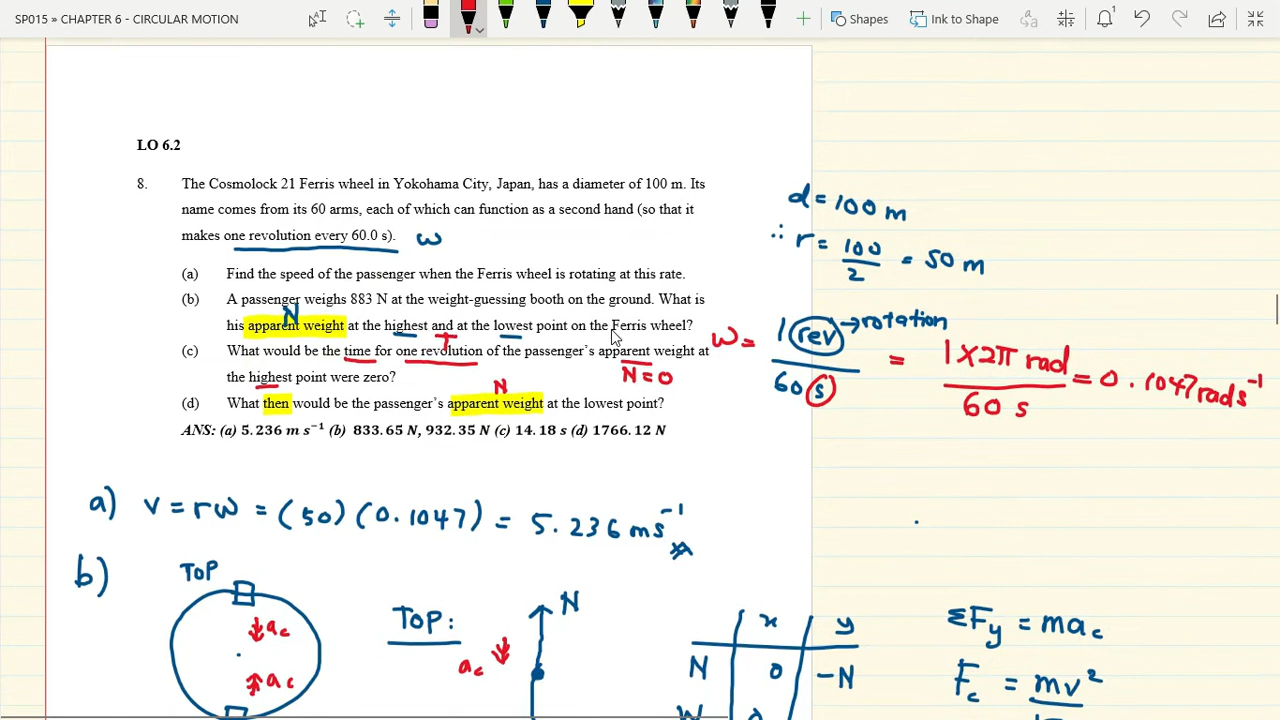 SP015 » CHAPTER 6 - CIRCULAR MOTION
Shapes
Ink to Shape
LO 6.2
8. The Cosmolock 21 Ferris wheel in Yokohama City, Japan, has a diameter of 100 m. Its
name comes from its 60 arms, each of which can function as a second hand (so that it
makes one revolution every 60.0 s). ω
(a) Find the speed of the passenger when the Ferris wheel is rotating at this rate.
(b) A passenger weighs 883 N at the weight-guessing booth on the ground. What is
N
his apparent weight at the highest and at the lowest point on the Ferris wheel?
T
(c) What would be the time for one revolution of the passenger's apparent weight at
N = 0
the highest point were zero?
N
(d) What then would be the passenger's apparent weight at the lowest point?
ANS: (a) 5.236 m s⁻¹ (b) 833.65 N, 932.35 N (c) 14.18 s (d) 1766.12 N
d = 100 m
∴ r = 100/2 = 50 m
ω = 1 rev / 60 s = 1 × 2π rad / 60 s = 0.1047 rad s⁻¹
→ rotation
a) v = rω = (50)(0.1047) = 5.236 ms⁻¹
b)
TOP
ac
ac
TOP:
N
ac
x y
N 0 -N
W
ΣFy = mac
Fc = mv²